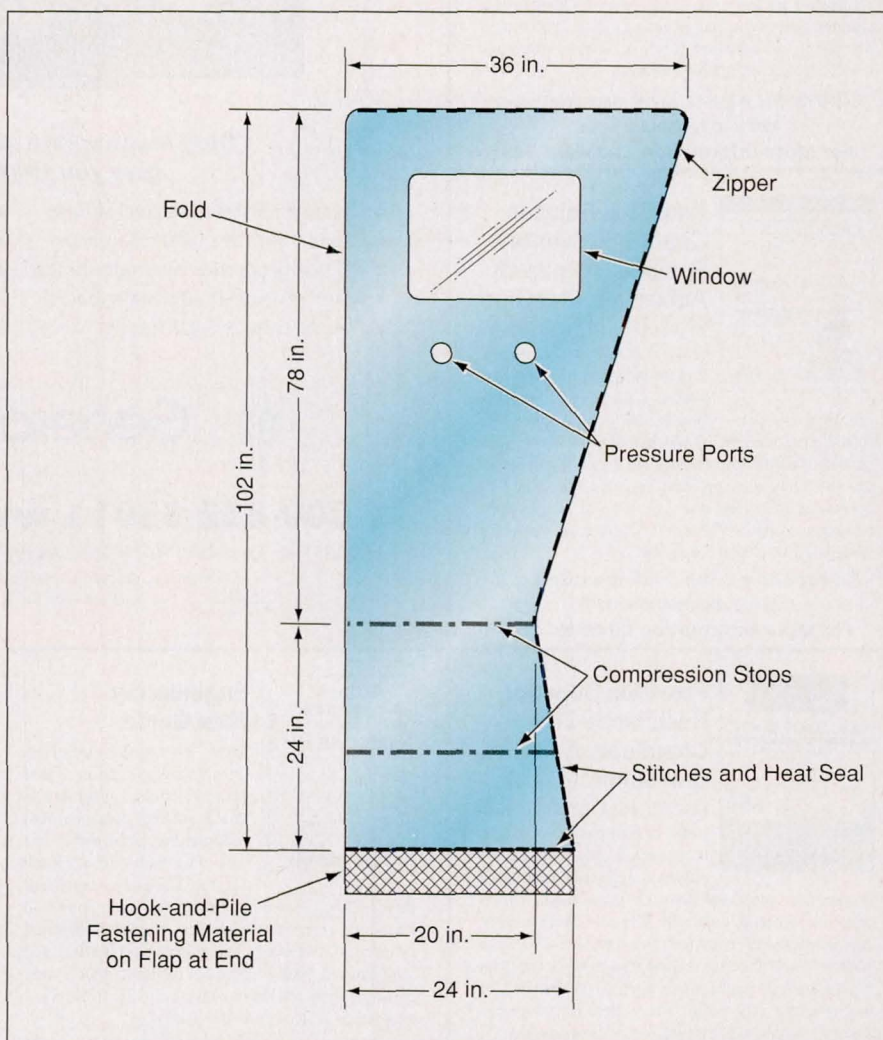 36 in.
Zipper
Fold
Window
78 in.
Pressure Ports
102 in.
Compression Stops
24 in.
Stitches and Heat Seal
Hook-and-Pile
Fastening Material
on Flap at End
20 in.
24 in.